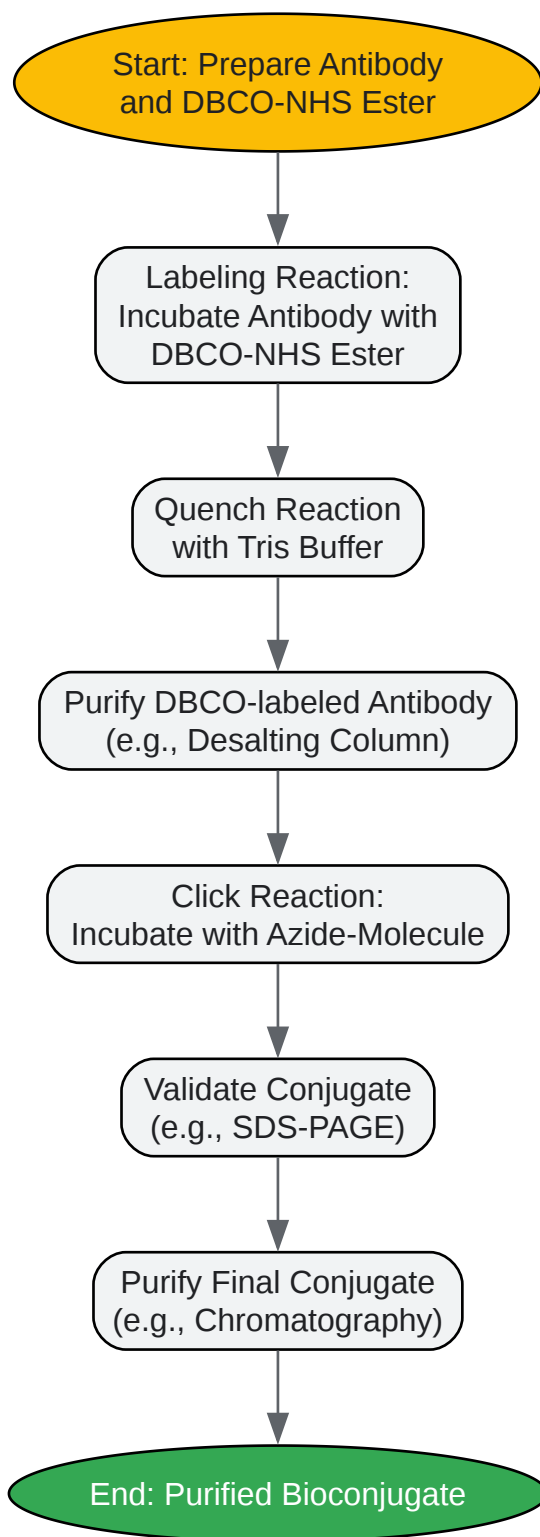 Start: Prepare Antibody
and DBCO-NHS Ester
Labeling Reaction:
Incubate Antibody with
DBCO-NHS Ester
Quench Reaction
with Tris Buffer
Purify DBCO-labeled Antibody
(e.g., Desalting Column)
Click Reaction:
Incubate with Azide-Molecule
Validate Conjugate
(e.g., SDS-PAGE)
Purify Final Conjugate
(e.g., Chromatography)
End: Purified Bioconjugate